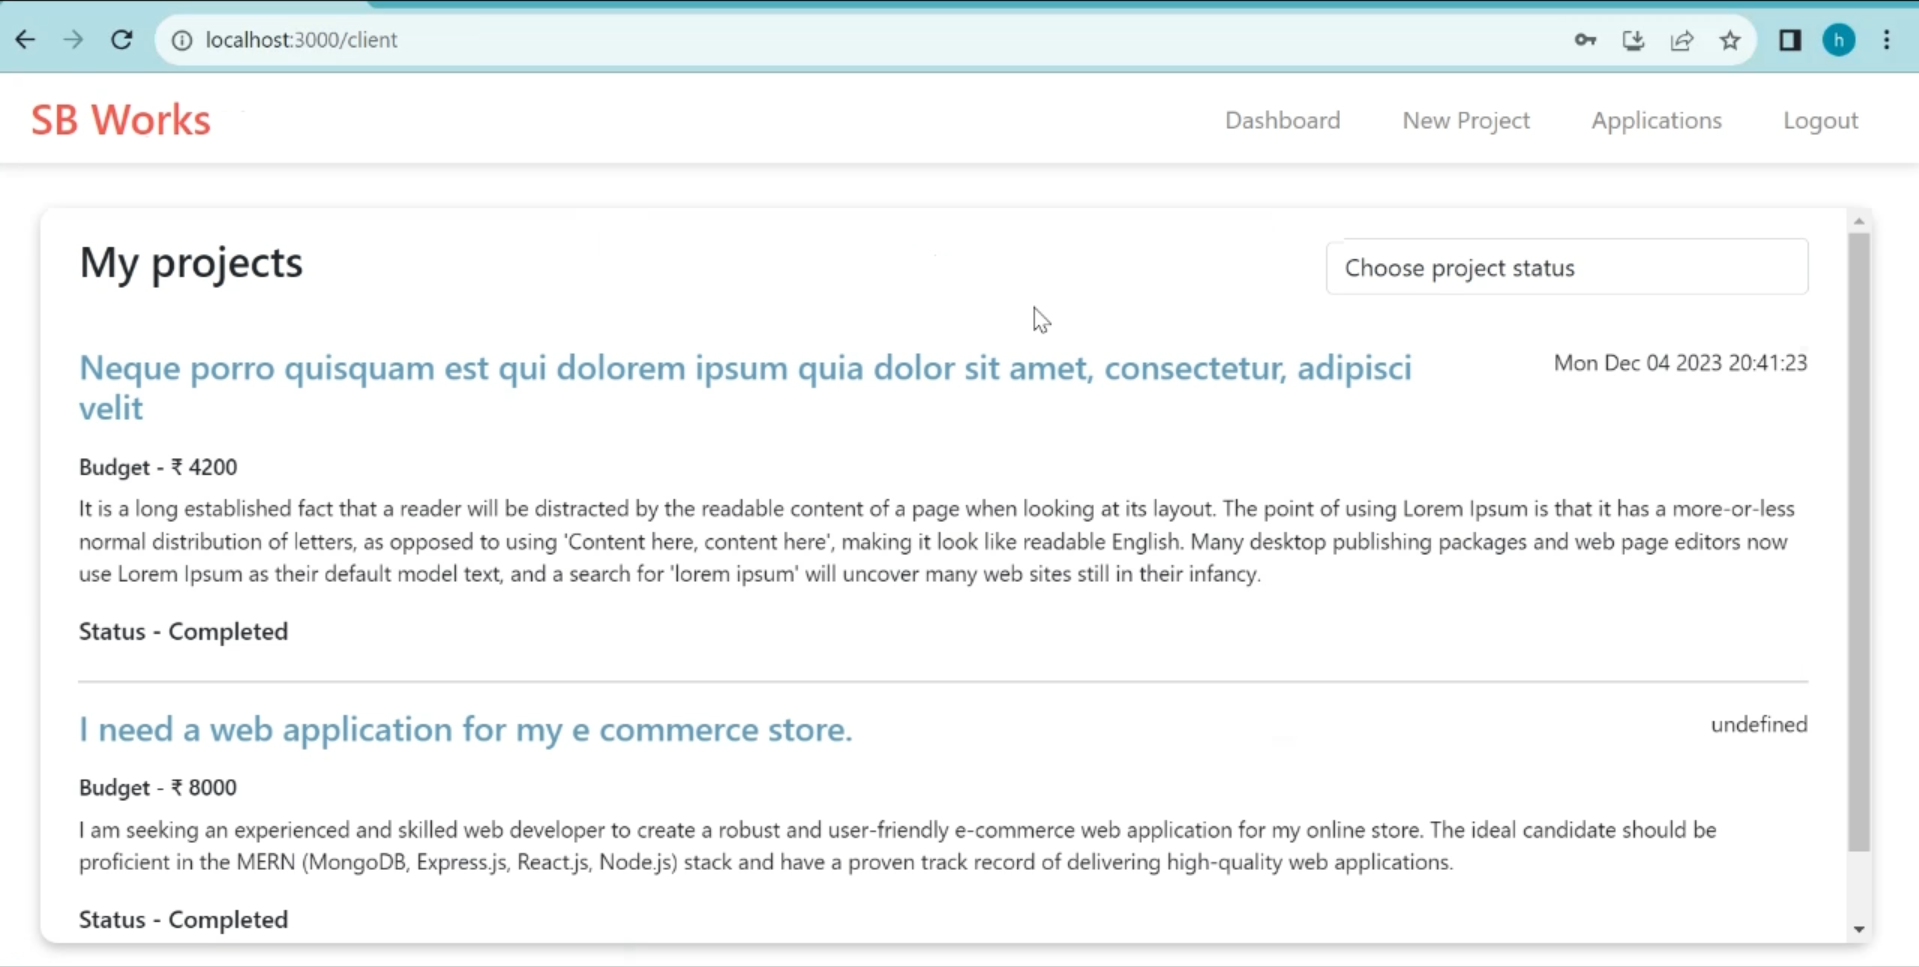 localhost:3000/client
h
SB Works
Dashboard New Project Applications Logout
My projects
Choose project status
Neque porro quisquam est qui dolorem ipsum quia dolor sit amet, consectetur, adipisci
velit
Mon Dec 04 2023 20:41:23
Budget - ₹ 4200
It is a long established fact that a reader will be distracted by the readable content of a page when looking at its layout. The point of using Lorem Ipsum is that it has a more-or-less
normal distribution of letters, as opposed to using 'Content here, content here', making it look like readable English. Many desktop publishing packages and web page editors now
use Lorem Ipsum as their default model text, and a search for 'lorem ipsum' will uncover many web sites still in their infancy.
Status - Completed
I need a web application for my e commerce store.
undefined
Budget - ₹ 8000
I am seeking an experienced and skilled web developer to create a robust and user-friendly e-commerce web application for my online store. The ideal candidate should be
proficient in the MERN (MongoDB, Express.js, React.js, Node.js) stack and have a proven track record of delivering high-quality web applications.
Status - Completed